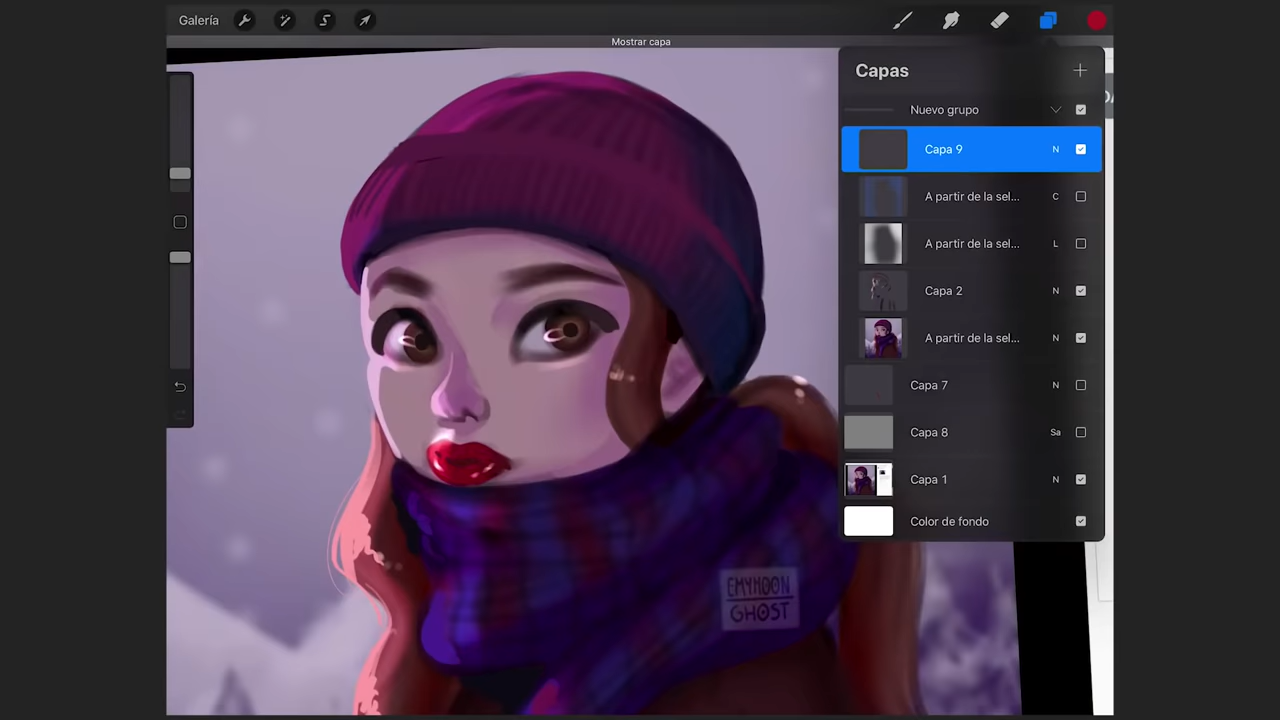 Galería
Mostrar capa
Capas
Nuevo grupo
Capa 9 N
A partir de la sel... C
A partir de la sel... L
Capa 2 N
A partir de la sel... N
Capa 7 N
Capa 8 Sa
Capa 1 N
Color de fondo
EMYMOON
GHOST